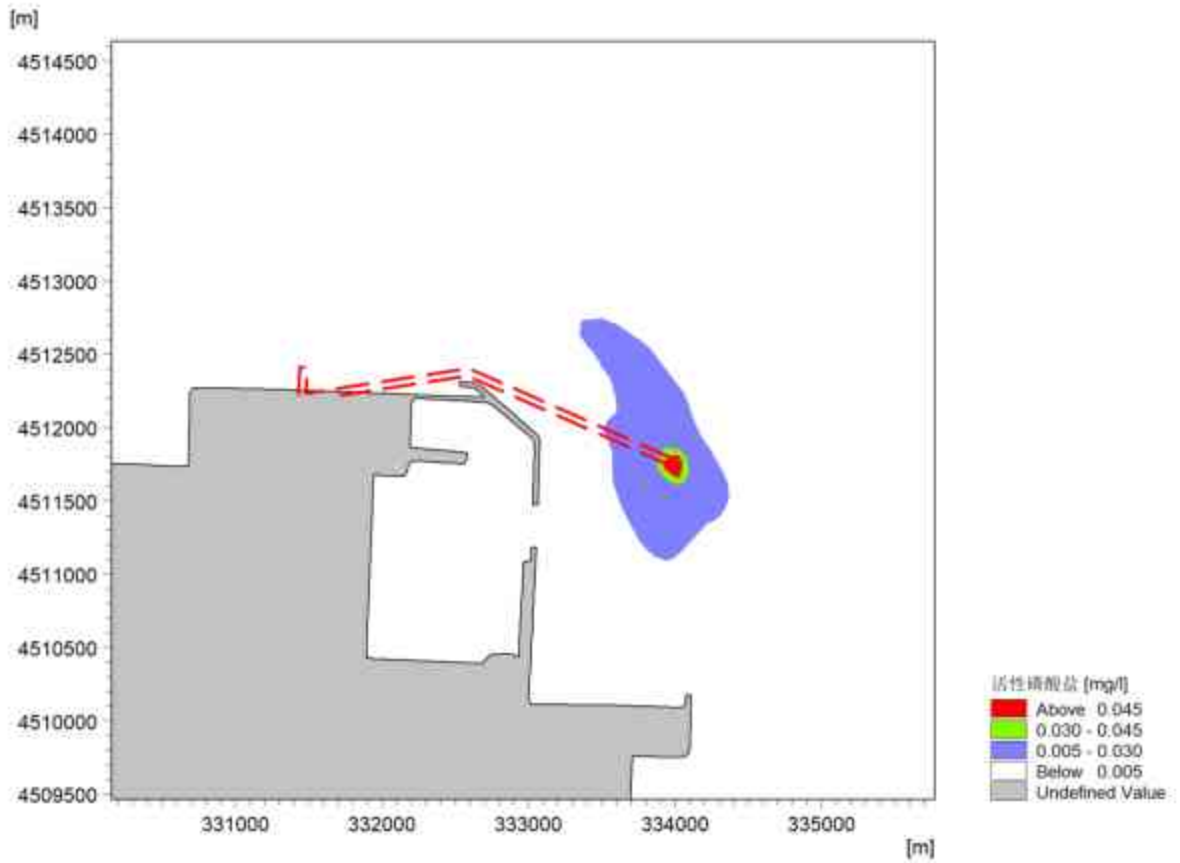 [m]
4514500
4514000
4513500
4513000
4512500
4512000
4511500
4511000
4510500
4510000
4509500
331000 332000 333000 334000 335000
[m]
活性磷酸盐 [mg/l]
Above 0.045
0.030 - 0.045
0.005 - 0.030
Below 0.005
Undefined Value